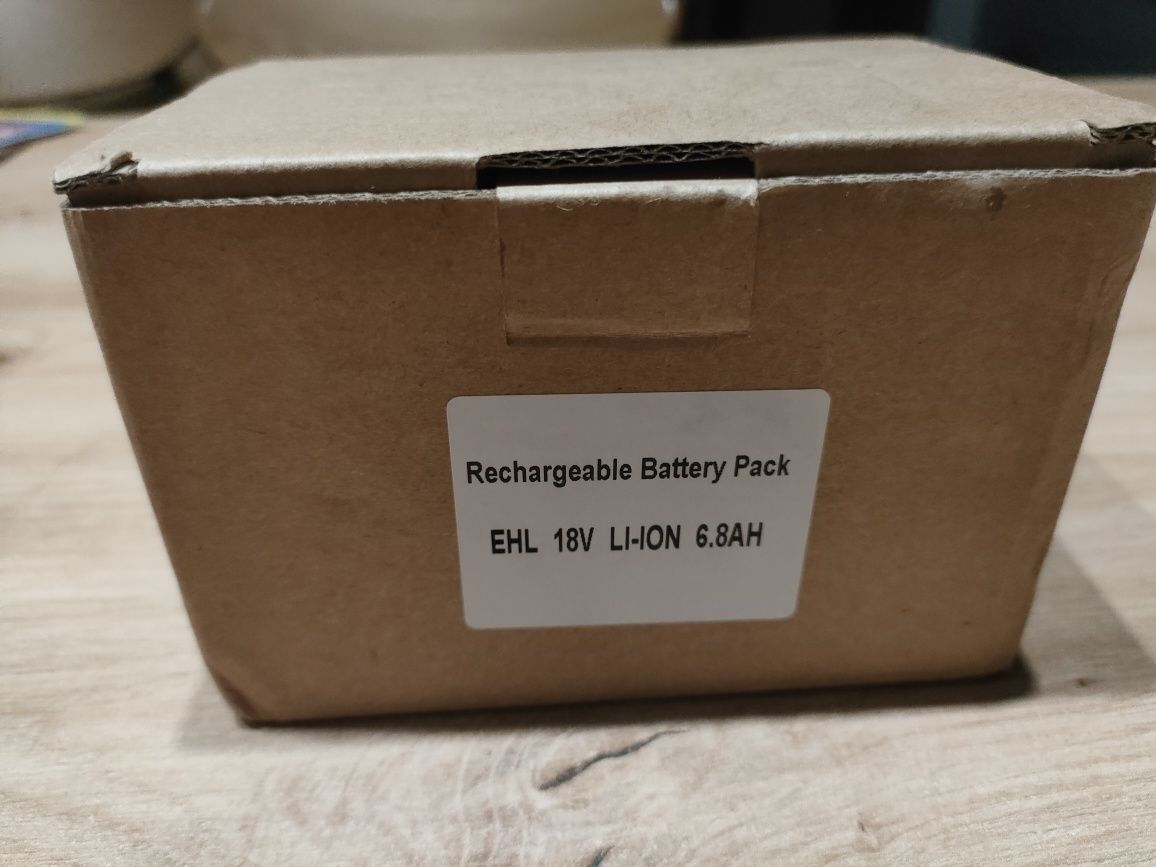 Rechargeable Battery Pack
EHL 18V LI-ION 6.8AH